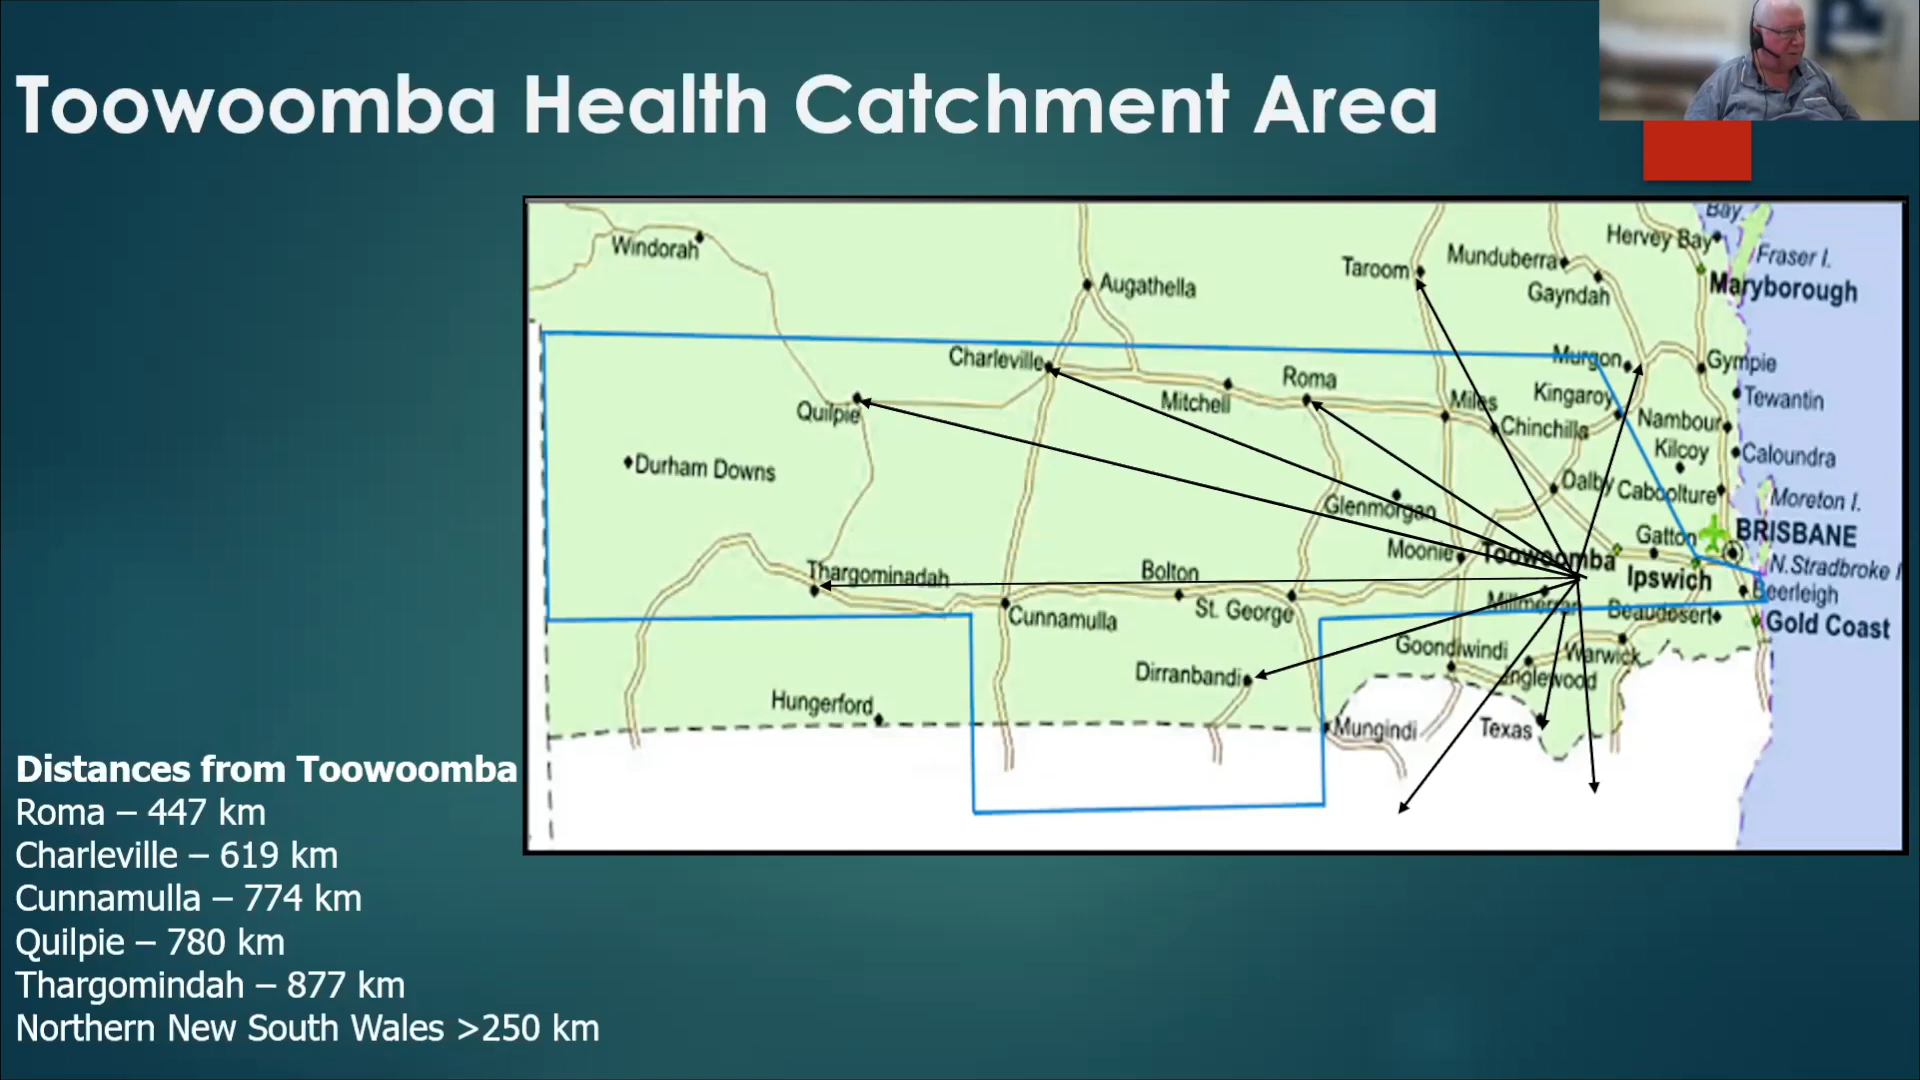 Toowoomba Health Catchment Area
Bay
Windorah
Hervey Bay
Fraser I.
Munduberra
Taroom
Augathella
Gayndah
Maryborough
Charleville
Murgon
Gympie
Roma
Quilpie
Mitchell
Miles
Kingaroy
Tewantin
Chinchilla
Nambour
Kilcoy
Caloundra
Durham Downs
Dalby
Caboolture
Moreton I.
Glenmorgan
Gatton
BRISBANE
Moonie
Toowoomba
N.Stradbroke I
Thargominadah
Bolton
Ipswich
Beerleigh
Millmerran
St. George
Cunnamulla
Beaudesert
Gold Coast
Goondiwindi
Warwick
Dirranbandi
Inglewood
Hungerford
Mungindi
Texas
Distances from Toowoomba
Roma – 447 km
Charleville – 619 km
Cunnamulla – 774 km
Quilpie – 780 km
Thargomindah – 877 km
Northern New South Wales >250 km